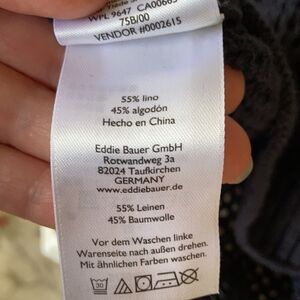 WPL 9647 CA00665
75B/00
VENDOR #0002615
55% lino
45% algodón
Hecho en China
Eddie Bauer GmbH
Rotwandweg 3a
82024 Taufkirchen
GERMANY
www.eddiebauer.de
55% Leinen
45% Baumwolle
Vor dem Waschen linke
Warenseite nach außen drehen.
Mit ähnlichen Farben waschen.
30